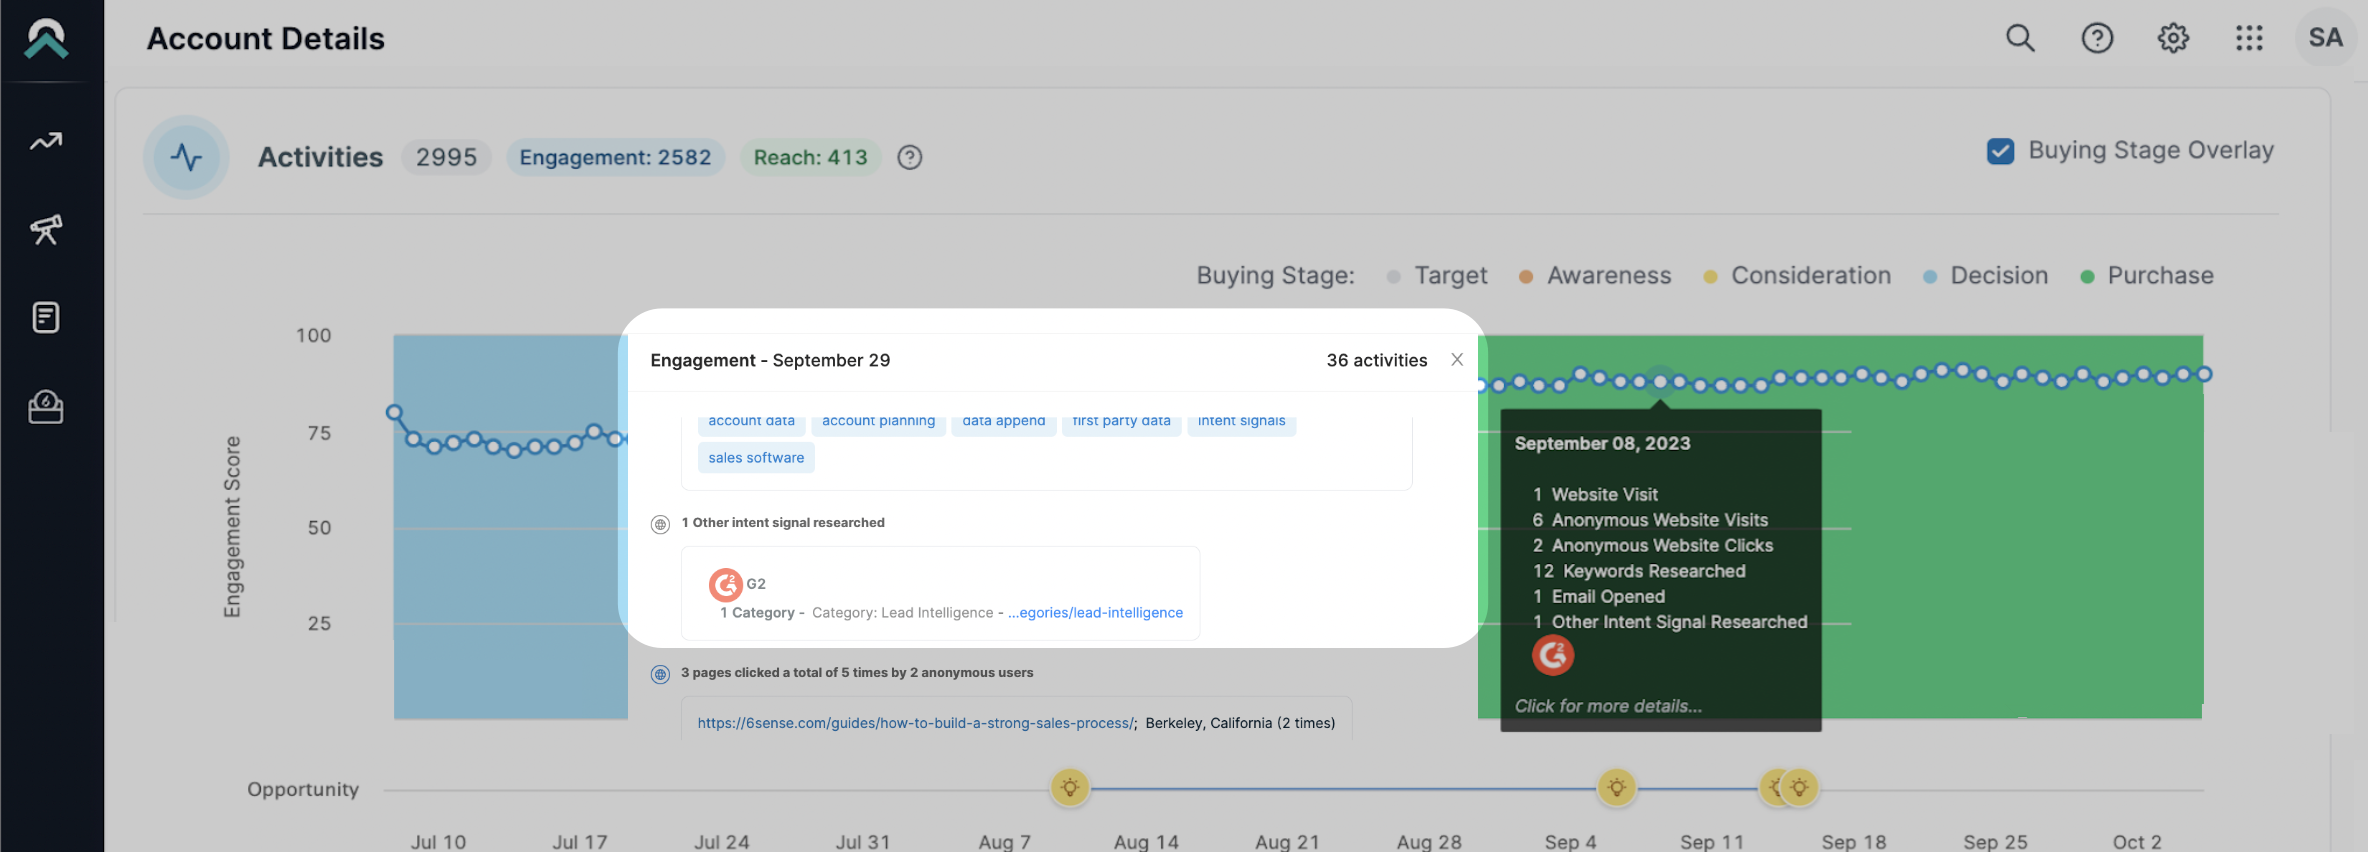 Account Details
SA
Activities 2995 Engagement: 2582 Reach: 413 ?
Buying Stage Overlay
Buying Stage: Target Awareness Consideration Decision Purchase
Engagement Score
100
75
50
25
Engagement - September 29 36 activities X
account data account planning data append first party data intent signals
sales software
1 Other intent signal researched
G2
1 Category - Category: Lead Intelligence - ...egories/lead-intelligence
3 pages clicked a total of 5 times by 2 anonymous users
https://6sense.com/guides/how-to-build-a-strong-sales-process/; Berkeley, California (2 times)
September 08, 2023
1 Website Visit
6 Anonymous Website Visits
2 Anonymous Website Clicks
12 Keywords Researched
1 Email Opened
1 Other Intent Signal Researched
G2
Click for more details...
Opportunity
Jul 10 Jul 17 Jul 24 Jul 31 Aug 7 Aug 14 Aug 21 Aug 28 Sep 4 Sep 11 Sep 18 Sep 25 Oct 2